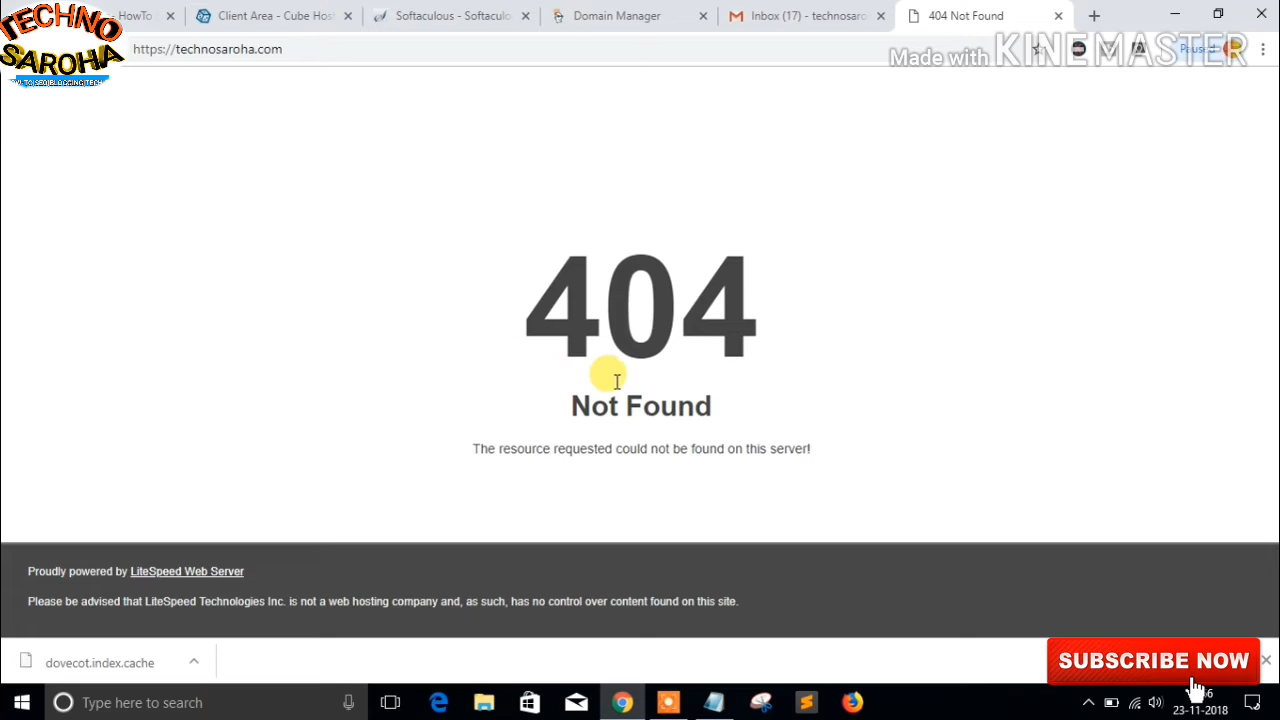 TECHNO
SAROHA
- HowTo
Client Area - Cube Hos
Softaculous - Softaculo
Domain Manager
Inbox (17) - technosaro
404 Not Found
https://technosaroha.com
Paused
Made with KINEMASTER
404
Not Found
The resource requested could not be found on this server!
Proudly powered by LiteSpeed Web Server
Please be advised that LiteSpeed Technologies Inc. is not a web hosting company and, as such, has no control over content found on this site.
dovecot.index.cache
SUBSCRIBE NOW
Type here to search
23-11-2018